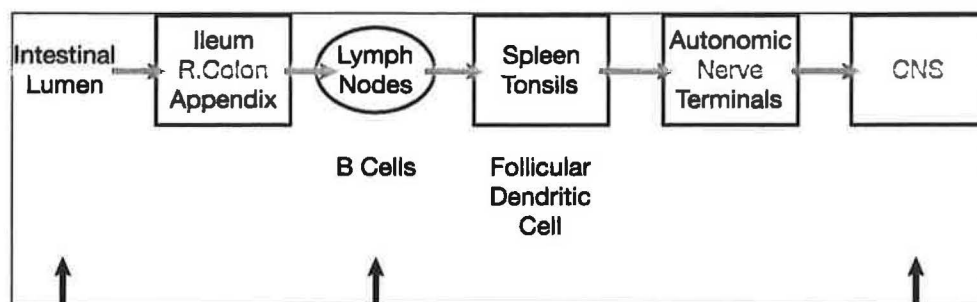 Intestinal
Lumen
Ileum
R.Colon
Appendix
Lymph
Nodes
Spleen
Tonsils
Autonomic
Nerve
Terminals
CNS
B Cells
Follicular
Dendritic
Cell